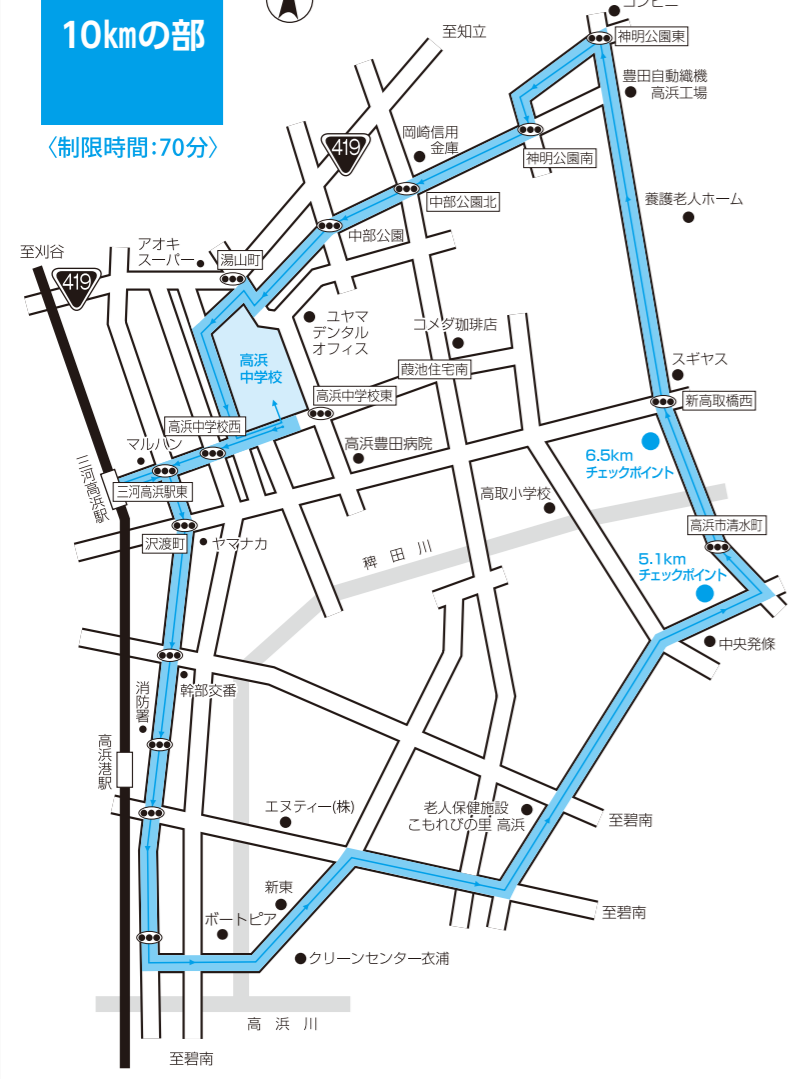 コンビニ
10kmの部
至知立
神明公園東
豊田自動織機
高浜工場
〈制限時間:70分〉
岡崎信用
金庫
419
神明公園南
養護老人ホーム
中部公園北
中部公園
アオキ
スーパー
至刈谷
湯山町
419
ユヤマ
デンタル
オフィス
コメダ珈琲店
高浜
中学校
葭池住宅南
スギヤス
高浜中学校東
新高取橋西
高浜中学校西
マルハン
高浜豊田病院
6.5km
チェックポイント
三河高浜駅
三河高浜駅東
高取小学校
高浜市清水町
沢渡町
ヤマナカ
稗田川
5.1km
チェックポイント
中央発條
幹部交番
消防署
高浜港駅
エヌティー(株)
老人保健施設
こもれびの里 高浜
至碧南
新東
至碧南
ボートピア
クリーンセンター衣浦
高浜川
至碧南